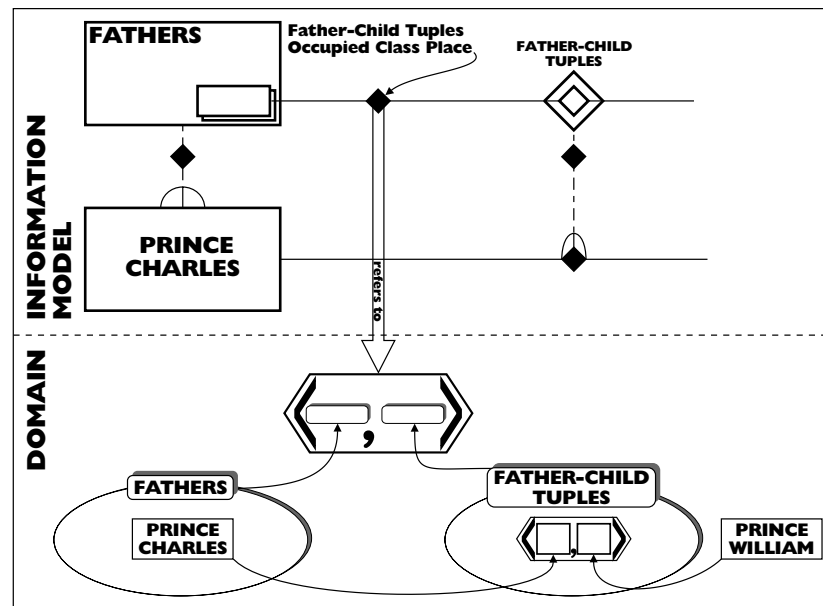 FATHERS
Father-Child Tuples
Occupied Class Place
FATHER-CHILD
TUPLES
INFORMATION
MODEL
PRINCE
CHARLES
refers to
DOMAIN
,
FATHERS
FATHER-CHILD
TUPLES
PRINCE
CHARLES
,
PRINCE
WILLIAM